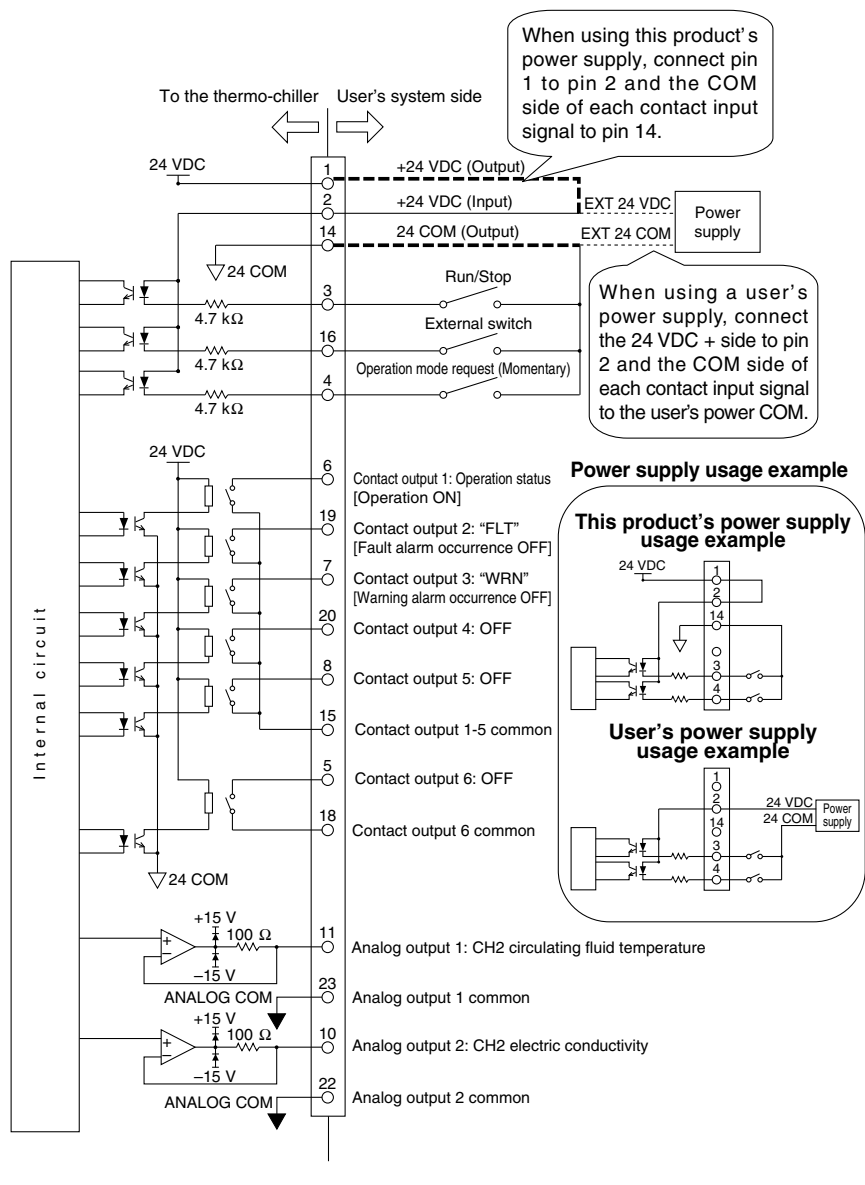 When using this product's
power supply, connect pin
1 to pin 2 and the COM
side of each contact input
signal to pin 14.
To the thermo-chiller
User's system side
24 VDC
1
+24 VDC (Output)
2
+24 VDC (Input)
EXT 24 VDC
14
24 COM (Output)
EXT 24 COM
Power
supply
24 COM
When using a user's
power supply, connect
the 24 VDC + side to pin
2 and the COM side of
each contact input signal
to the user's power COM.
3
Run/Stop
4.7 kΩ
16
External switch
4.7 kΩ
4
Operation mode request (Momentary)
4.7 kΩ
Internal circuit
24 VDC
6
Contact output 1: Operation status
[Operation ON]
19
Contact output 2: “FLT”
[Fault alarm occurrence OFF]
7
Contact output 3: “WRN”
[Warning alarm occurrence OFF]
20
Contact output 4: OFF
8
Contact output 5: OFF
15
Contact output 1-5 common
5
Contact output 6: OFF
18
Contact output 6 common
24 COM
+15 V
100 Ω
–15 V
11
Analog output 1: CH2 circulating fluid temperature
ANALOG COM
23
Analog output 1 common
+15 V
100 Ω
–15 V
10
Analog output 2: CH2 electric conductivity
ANALOG COM
22
Analog output 2 common
Power supply usage example
This product's power supply
usage example
24 VDC
1
2
14
3
4
User's power supply
usage example
1
2
14
3
4
24 VDC
24 COM
Power
supply